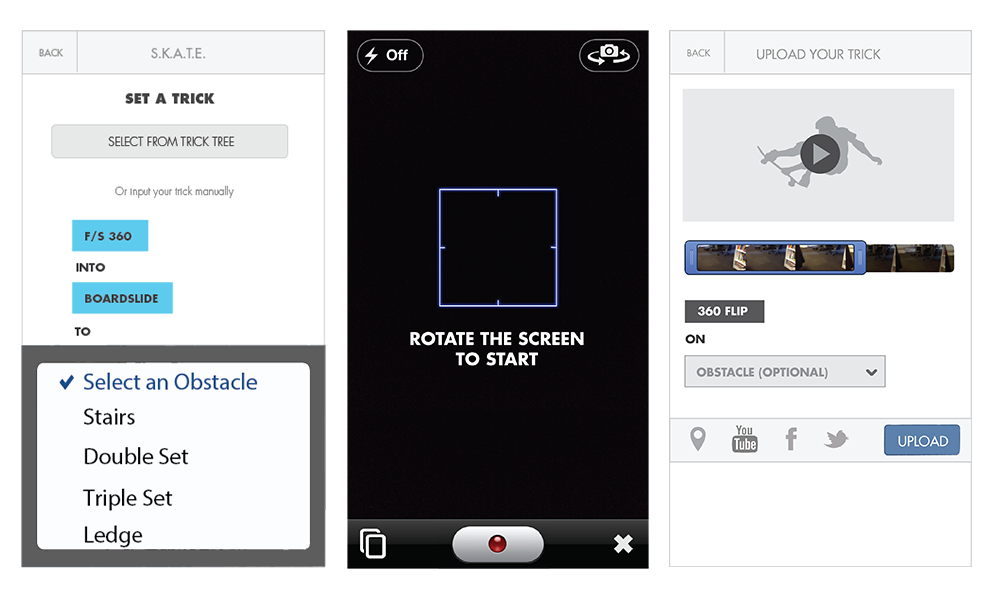 BACK
S.K.A.T.E.
SET A TRICK
SELECT FROM TRICK TREE
Or input your trick manually
F/S 360
INTO
BOARDSLIDE
TO
Select an Obstacle
Stairs
Double Set
Triple Set
Ledge
Off
ROTATE THE SCREEN
TO START
BACK
UPLOAD YOUR TRICK
360 FLIP
ON
OBSTACLE (OPTIONAL)
You
Tube
f
UPLOAD